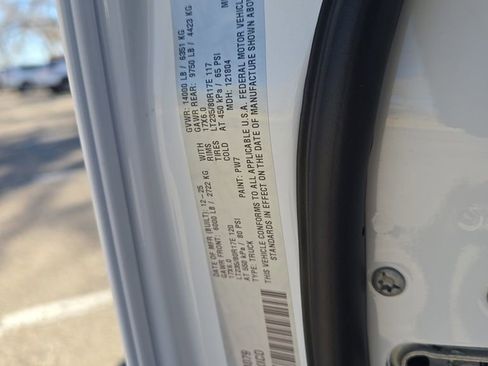 DATE OF MFR (BUILT): 12-25 GVWR: 14000 LB / 6351 KG
GAWR FRONT: 6000 LB / 2722 KG WITH GAWR REAR: 9750 LB / 4423 KG
17X6.0 RIMS 17X6.0
LT235/80R17E 120 TIRES LT235/80R17E 117
AT 550 kPa / 80 PSI COLD AT 450 kPa / 65 PSI
TYPE: TRUCK PAINT: PW7 MDH: 121804
THIS VEHICLE CONFORMS TO ALL APPLICABLE U.S.A. FEDERAL MOTOR VEHICLE
STANDARDS IN EFFECT ON THE DATE OF MANUFACTURE SHOWN ABOVE